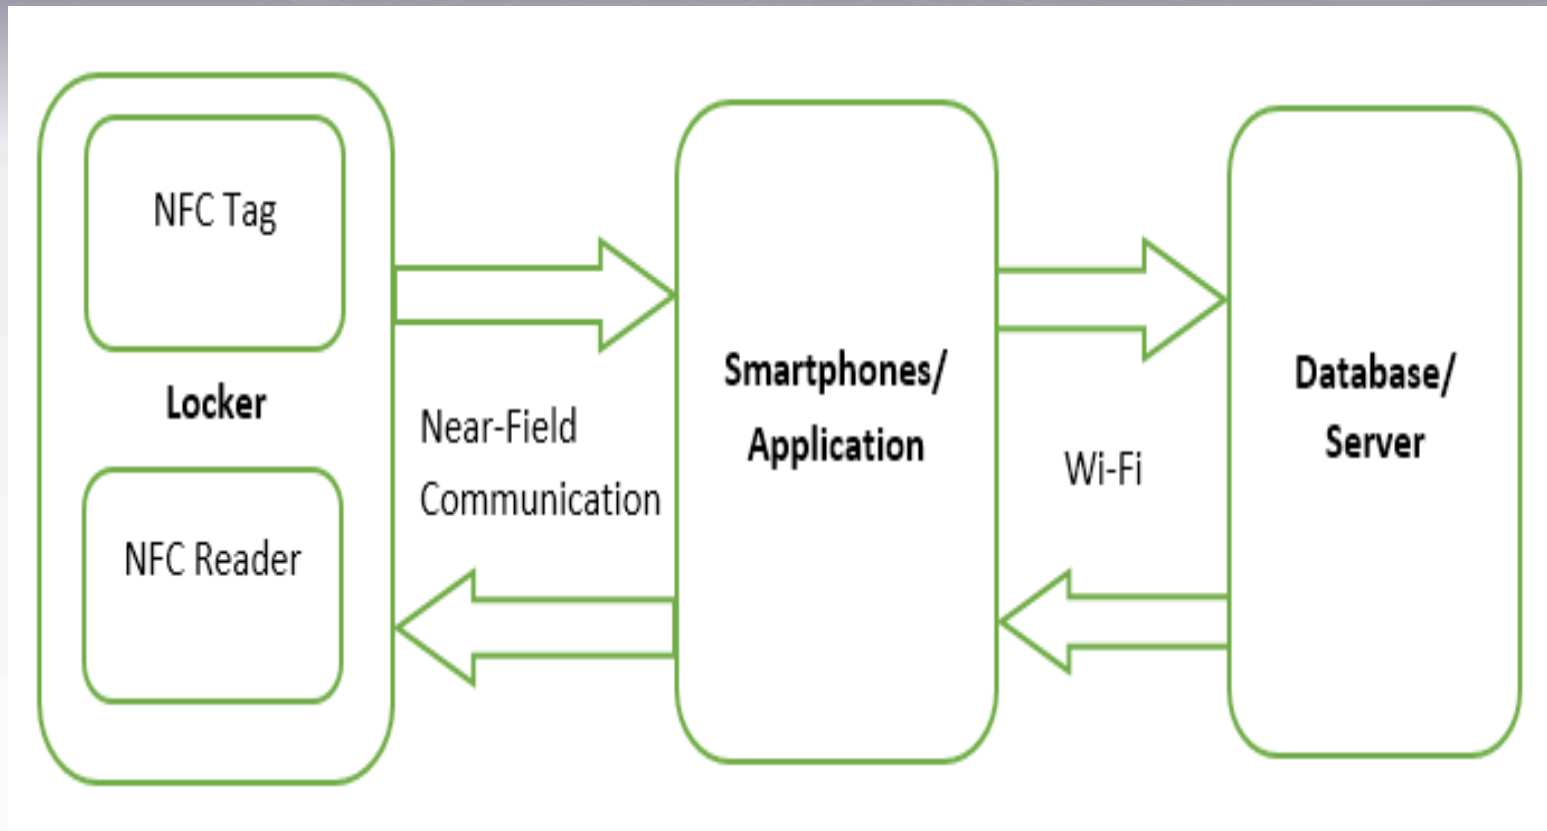 NFC Tag
Locker
NFC Reader
Near-Field
Communication
Smartphones/
Application
Wi-Fi
Database/
Server